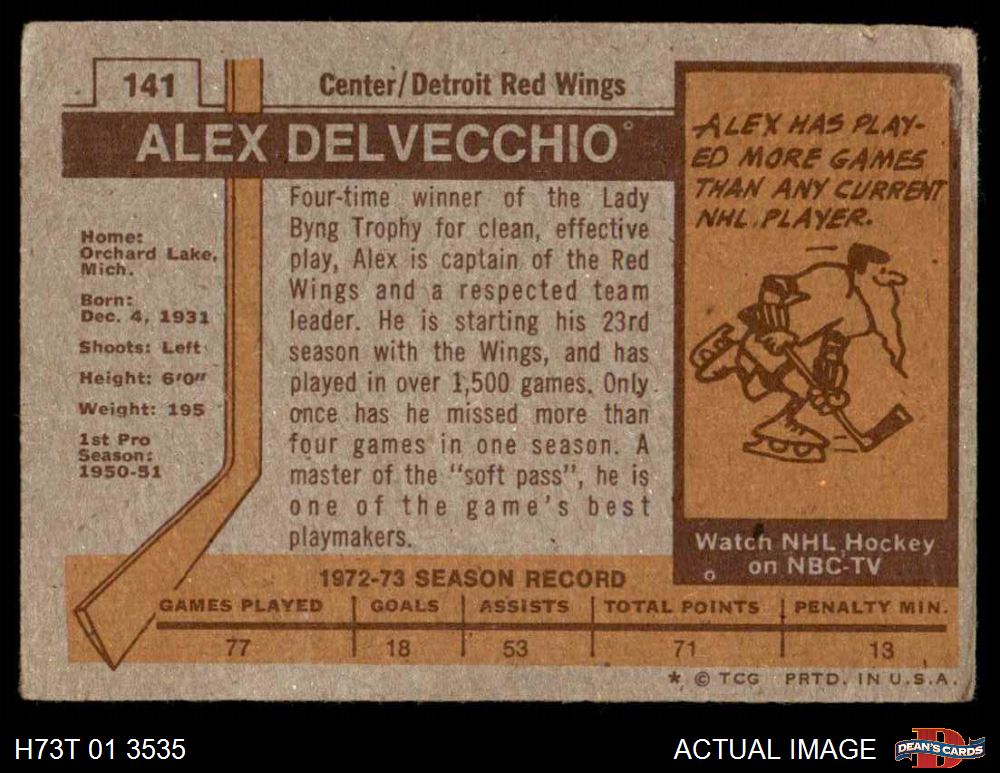 141
Center/Detroit Red Wings
ALEX DELVECCHIO
Home:
Orchard Lake,
Mich.
Born:
Dec. 4, 1931
Shoots: Left
Height: 6'0"
Weight: 195
1st Pro
Season:
1950-51
Four-time winner of the Lady
Byng Trophy for clean, effective
play, Alex is captain of the Red
Wings and a respected team
leader. He is starting his 23rd
season with the Wings, and has
played in over 1,500 games. Only
once has he missed more than
four games in one season. A
master of the "soft pass", he is
one of the game's best
playmakers.
ALEX HAS PLAY-
ED MORE GAMES
THAN ANY CURRENT
NHL PLAYER.
Watch NHL Hockey
on NBC-TV
1972-73 SEASON RECORD
GAMES PLAYED GOALS ASSISTS TOTAL POINTS PENALTY MIN.
77 18 53 71 13
* © TCG PRTD. IN U.S.A.
H73T 01 3535
ACTUAL IMAGE
D
DEAN'S CARDS